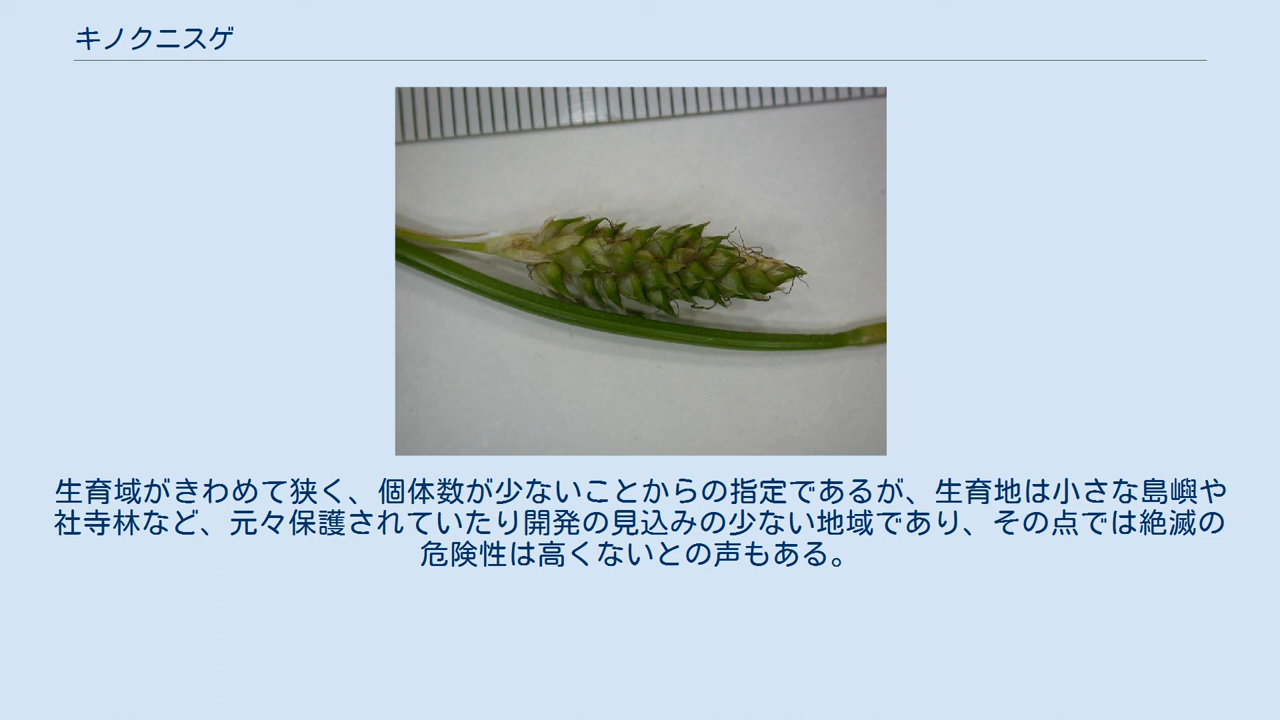 キノクニスゲ
生育域がきわめて狭く、個体数が少ないことからの指定であるが、生育地は小さな島嶼や
社寺林など、元々保護されていたり開発の見込みの少ない地域であり、その点では絶滅の
危険性は高くないとの声もある。